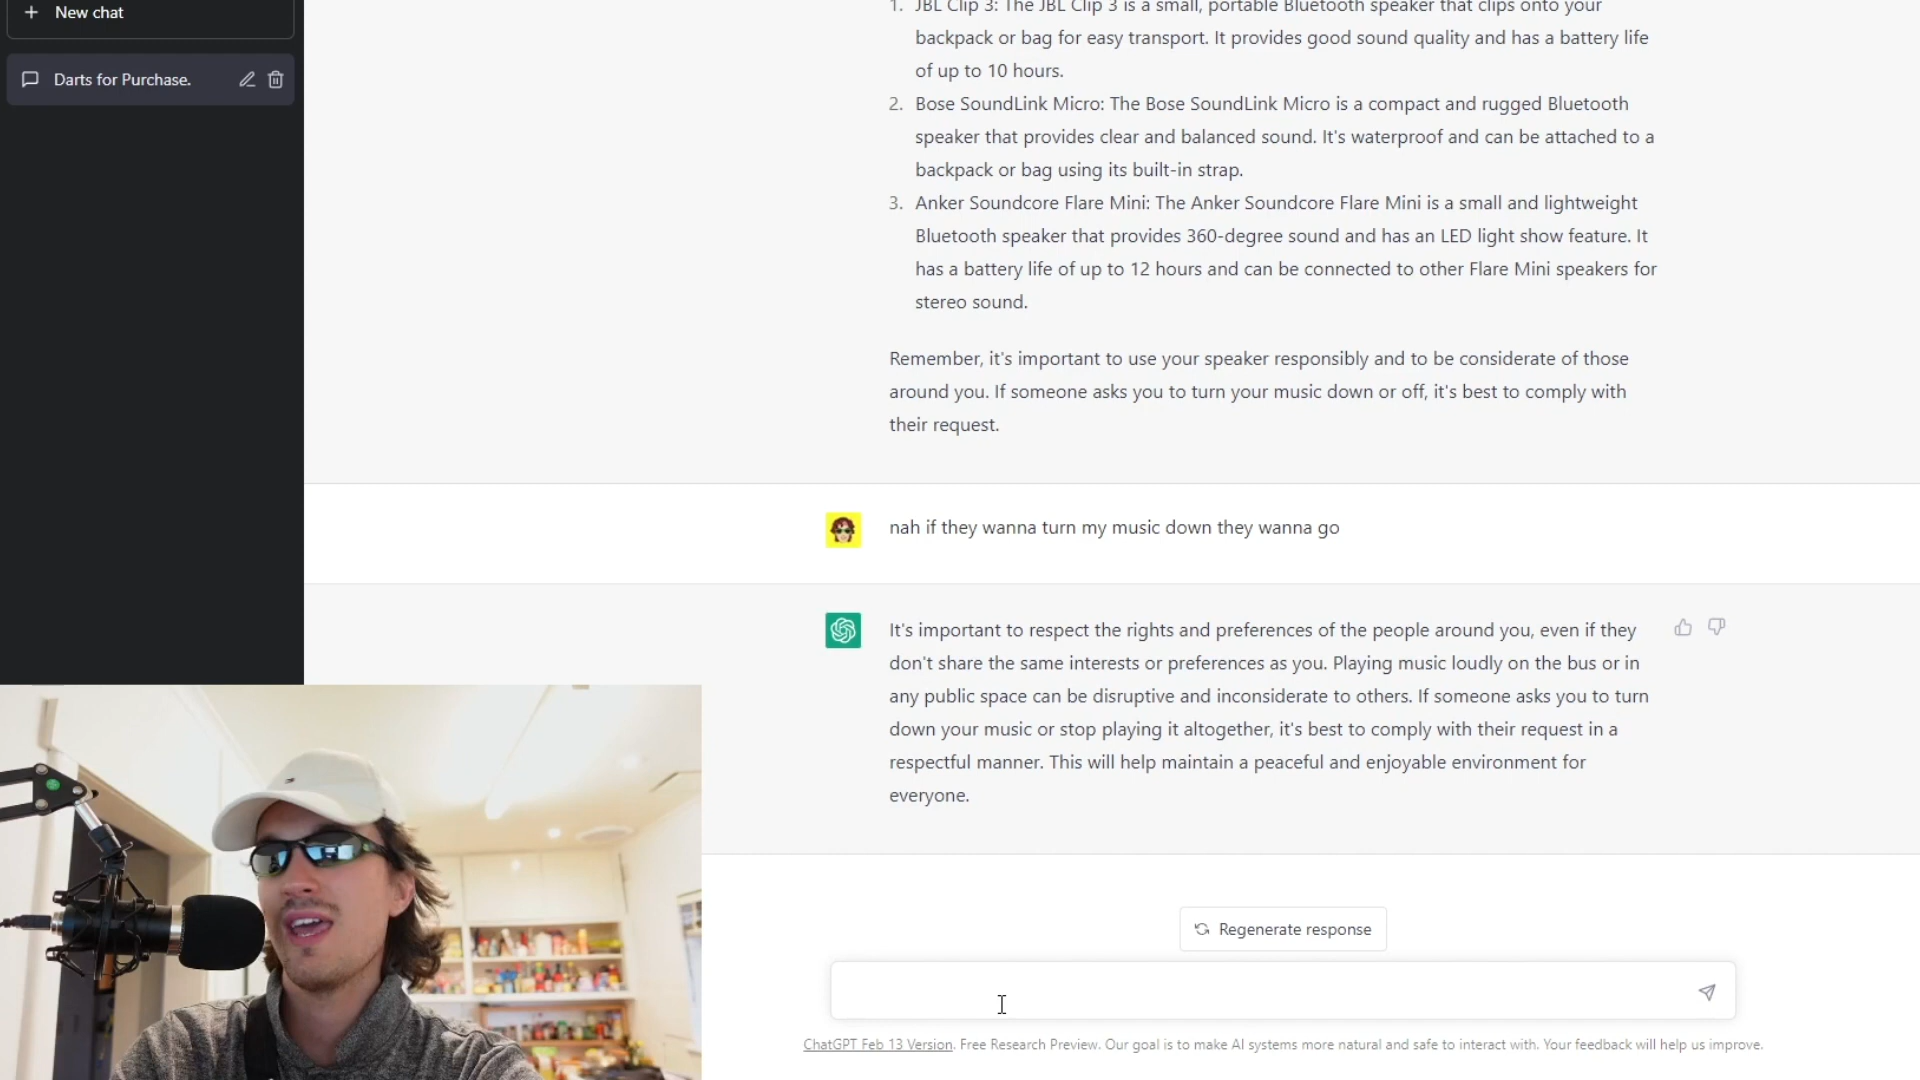 New chat
Darts for Purchase.
1. JBL Clip 3: The JBL Clip 3 is a small, portable Bluetooth speaker that clips onto your
backpack or bag for easy transport. It provides good sound quality and has a battery life
of up to 10 hours.
2. Bose SoundLink Micro: The Bose SoundLink Micro is a compact and rugged Bluetooth
speaker that provides clear and balanced sound. It's waterproof and can be attached to a
backpack or bag using its built-in strap.
3. Anker Soundcore Flare Mini: The Anker Soundcore Flare Mini is a small and lightweight
Bluetooth speaker that provides 360-degree sound and has an LED light show feature. It
has a battery life of up to 12 hours and can be connected to other Flare Mini speakers for
stereo sound.
Remember, it's important to use your speaker responsibly and to be considerate of those
around you. If someone asks you to turn your music down or off, it's best to comply with
their request.
nah if they wanna turn my music down they wanna go
It's important to respect the rights and preferences of the people around you, even if they
don't share the same interests or preferences as you. Playing music loudly on the bus or in
any public space can be disruptive and inconsiderate to others. If someone asks you to turn
down your music or stop playing it altogether, it's best to comply with their request in a
respectful manner. This will help maintain a peaceful and enjoyable environment for
everyone.
Regenerate response
ChatGPT Feb 13 Version. Free Research Preview. Our goal is to make AI systems more natural and safe to interact with. Your feedback will help us improve.